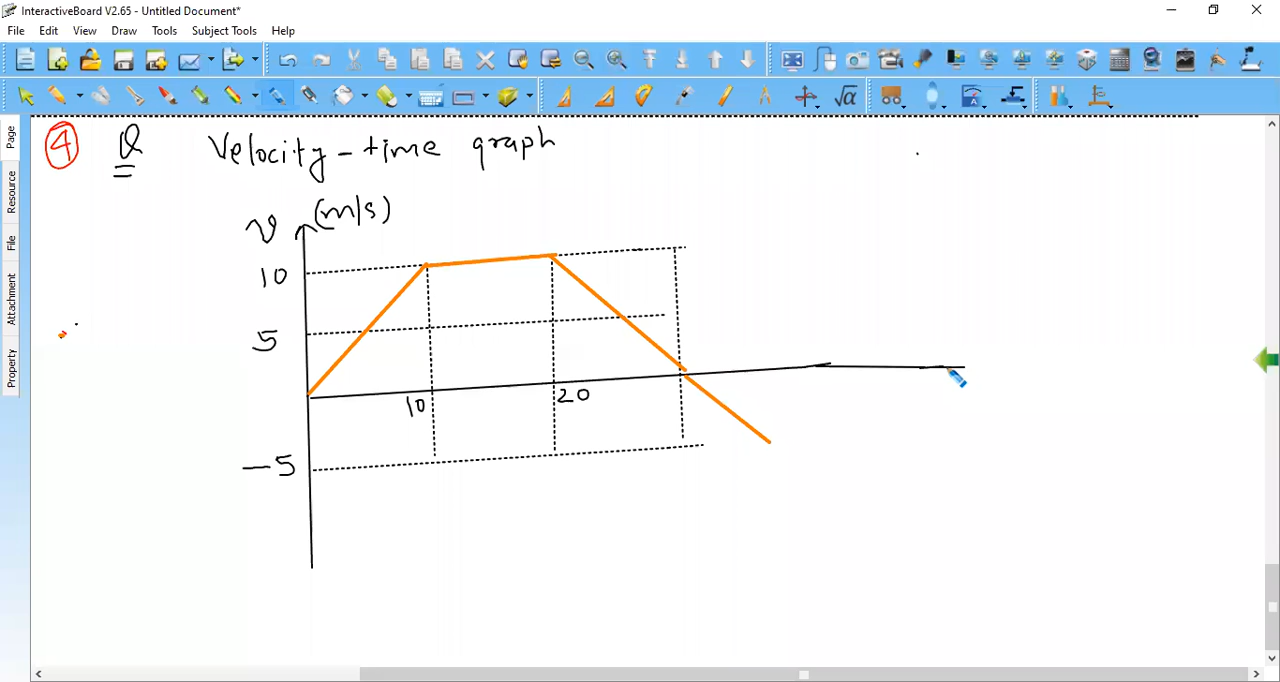 InteractiveBoard V2.65 - Untitled Document*
File Edit View Draw Tools Subject Tools Help
Page
Resource
File
Attachment
Property
4 Q Velocity - time graph
v (m/s)
10
5
10 20
-5